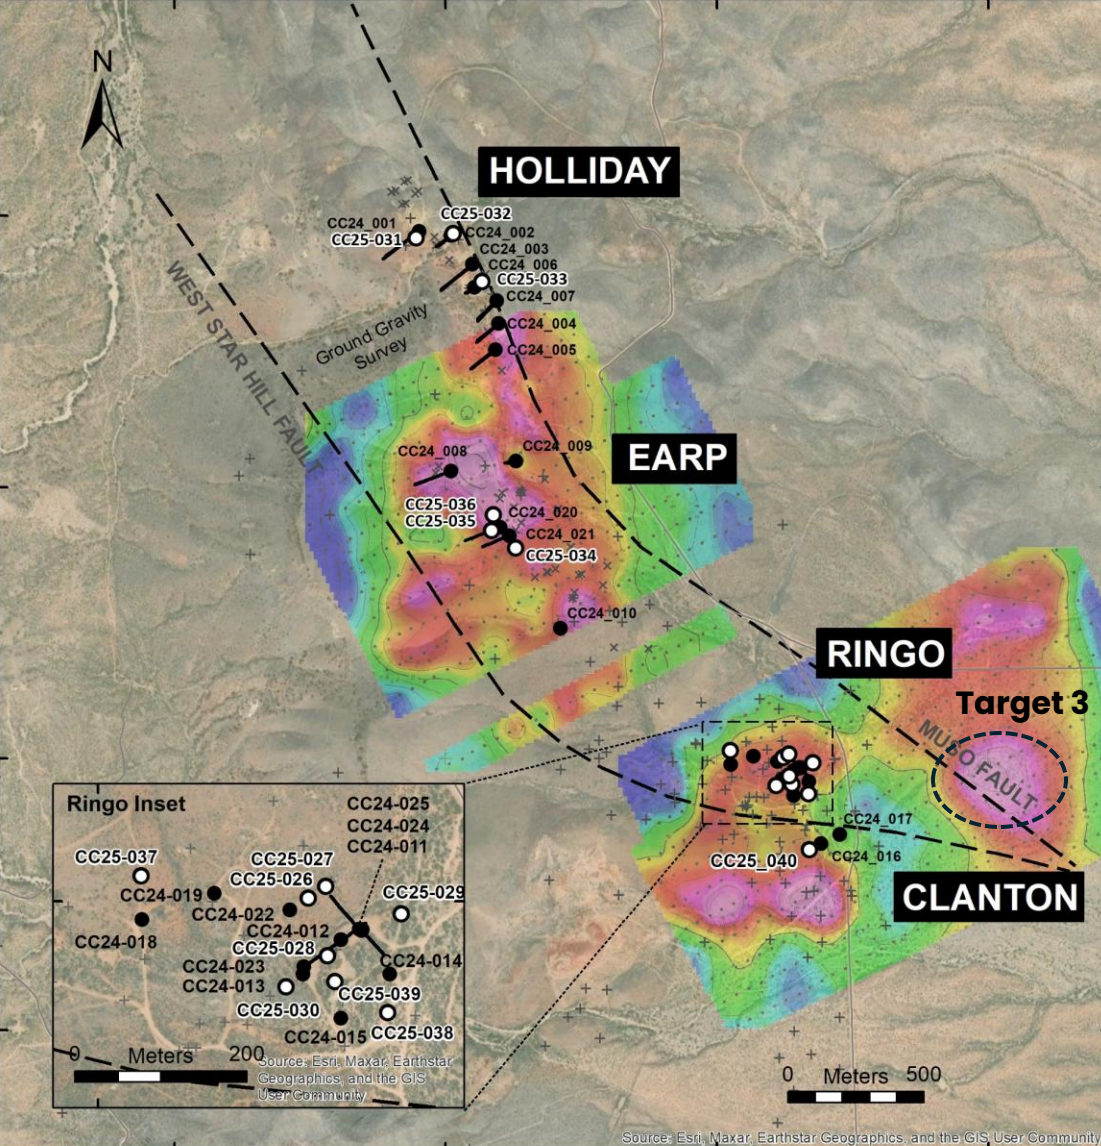 N
HOLLIDAY
CC25-032
CC24_001
CC24_002
CC25-031
CC24_003
CC24_006
CC25-033
CC24_007
WEST STAR HILL FAULT
Ground Gravity
Survey
CC24_004
CC24_005
CC24_009
CC24_008
EARP
CC25-036
CC24_020
CC25-035
CC24_021
CC25-034
CC24_010
RINGO
Target 3
MUSO FAULT
CC24_017
CC25_040
CC24_016
CLANTON
Ringo Inset
CC24-025
CC24-024
CC24-011
CC25-037
CC25-027
CC25-026
CC25-029
CC24-019
CC24-022
CC24-012
CC24-018
CC25-028
CC24-014
CC24-023
CC24-013
CC25-039
CC25-030
CC24-015
CC25-038
0 Meters 200
Source: Esri, Maxar, Earthstar
Geographics, and the GIS
User Community
0 Meters 500
Source: Esri, Maxar, Earthstar Geographics, and the GIS User Community